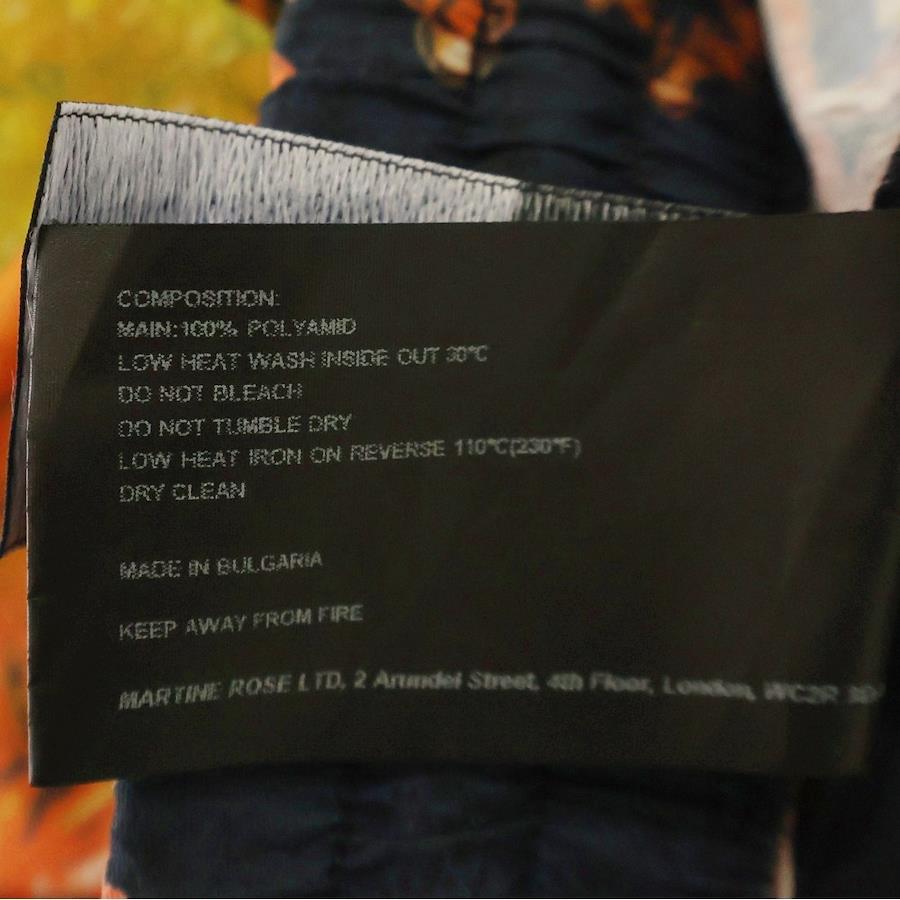 COMPOSITION:
MAIN:100% POLYAMID
LOW HEAT WASH INSIDE OUT 30°C
DO NOT BLEACH
DO NOT TUMBLE DRY
LOW HEAT IRON ON REVERSE 110°C(230°F)
DRY CLEAN
MADE IN BULGARIA
KEEP AWAY FROM FIRE
MARTINE ROSE LTD, 2 Arundel Street, 4th Floor, London, WC2R